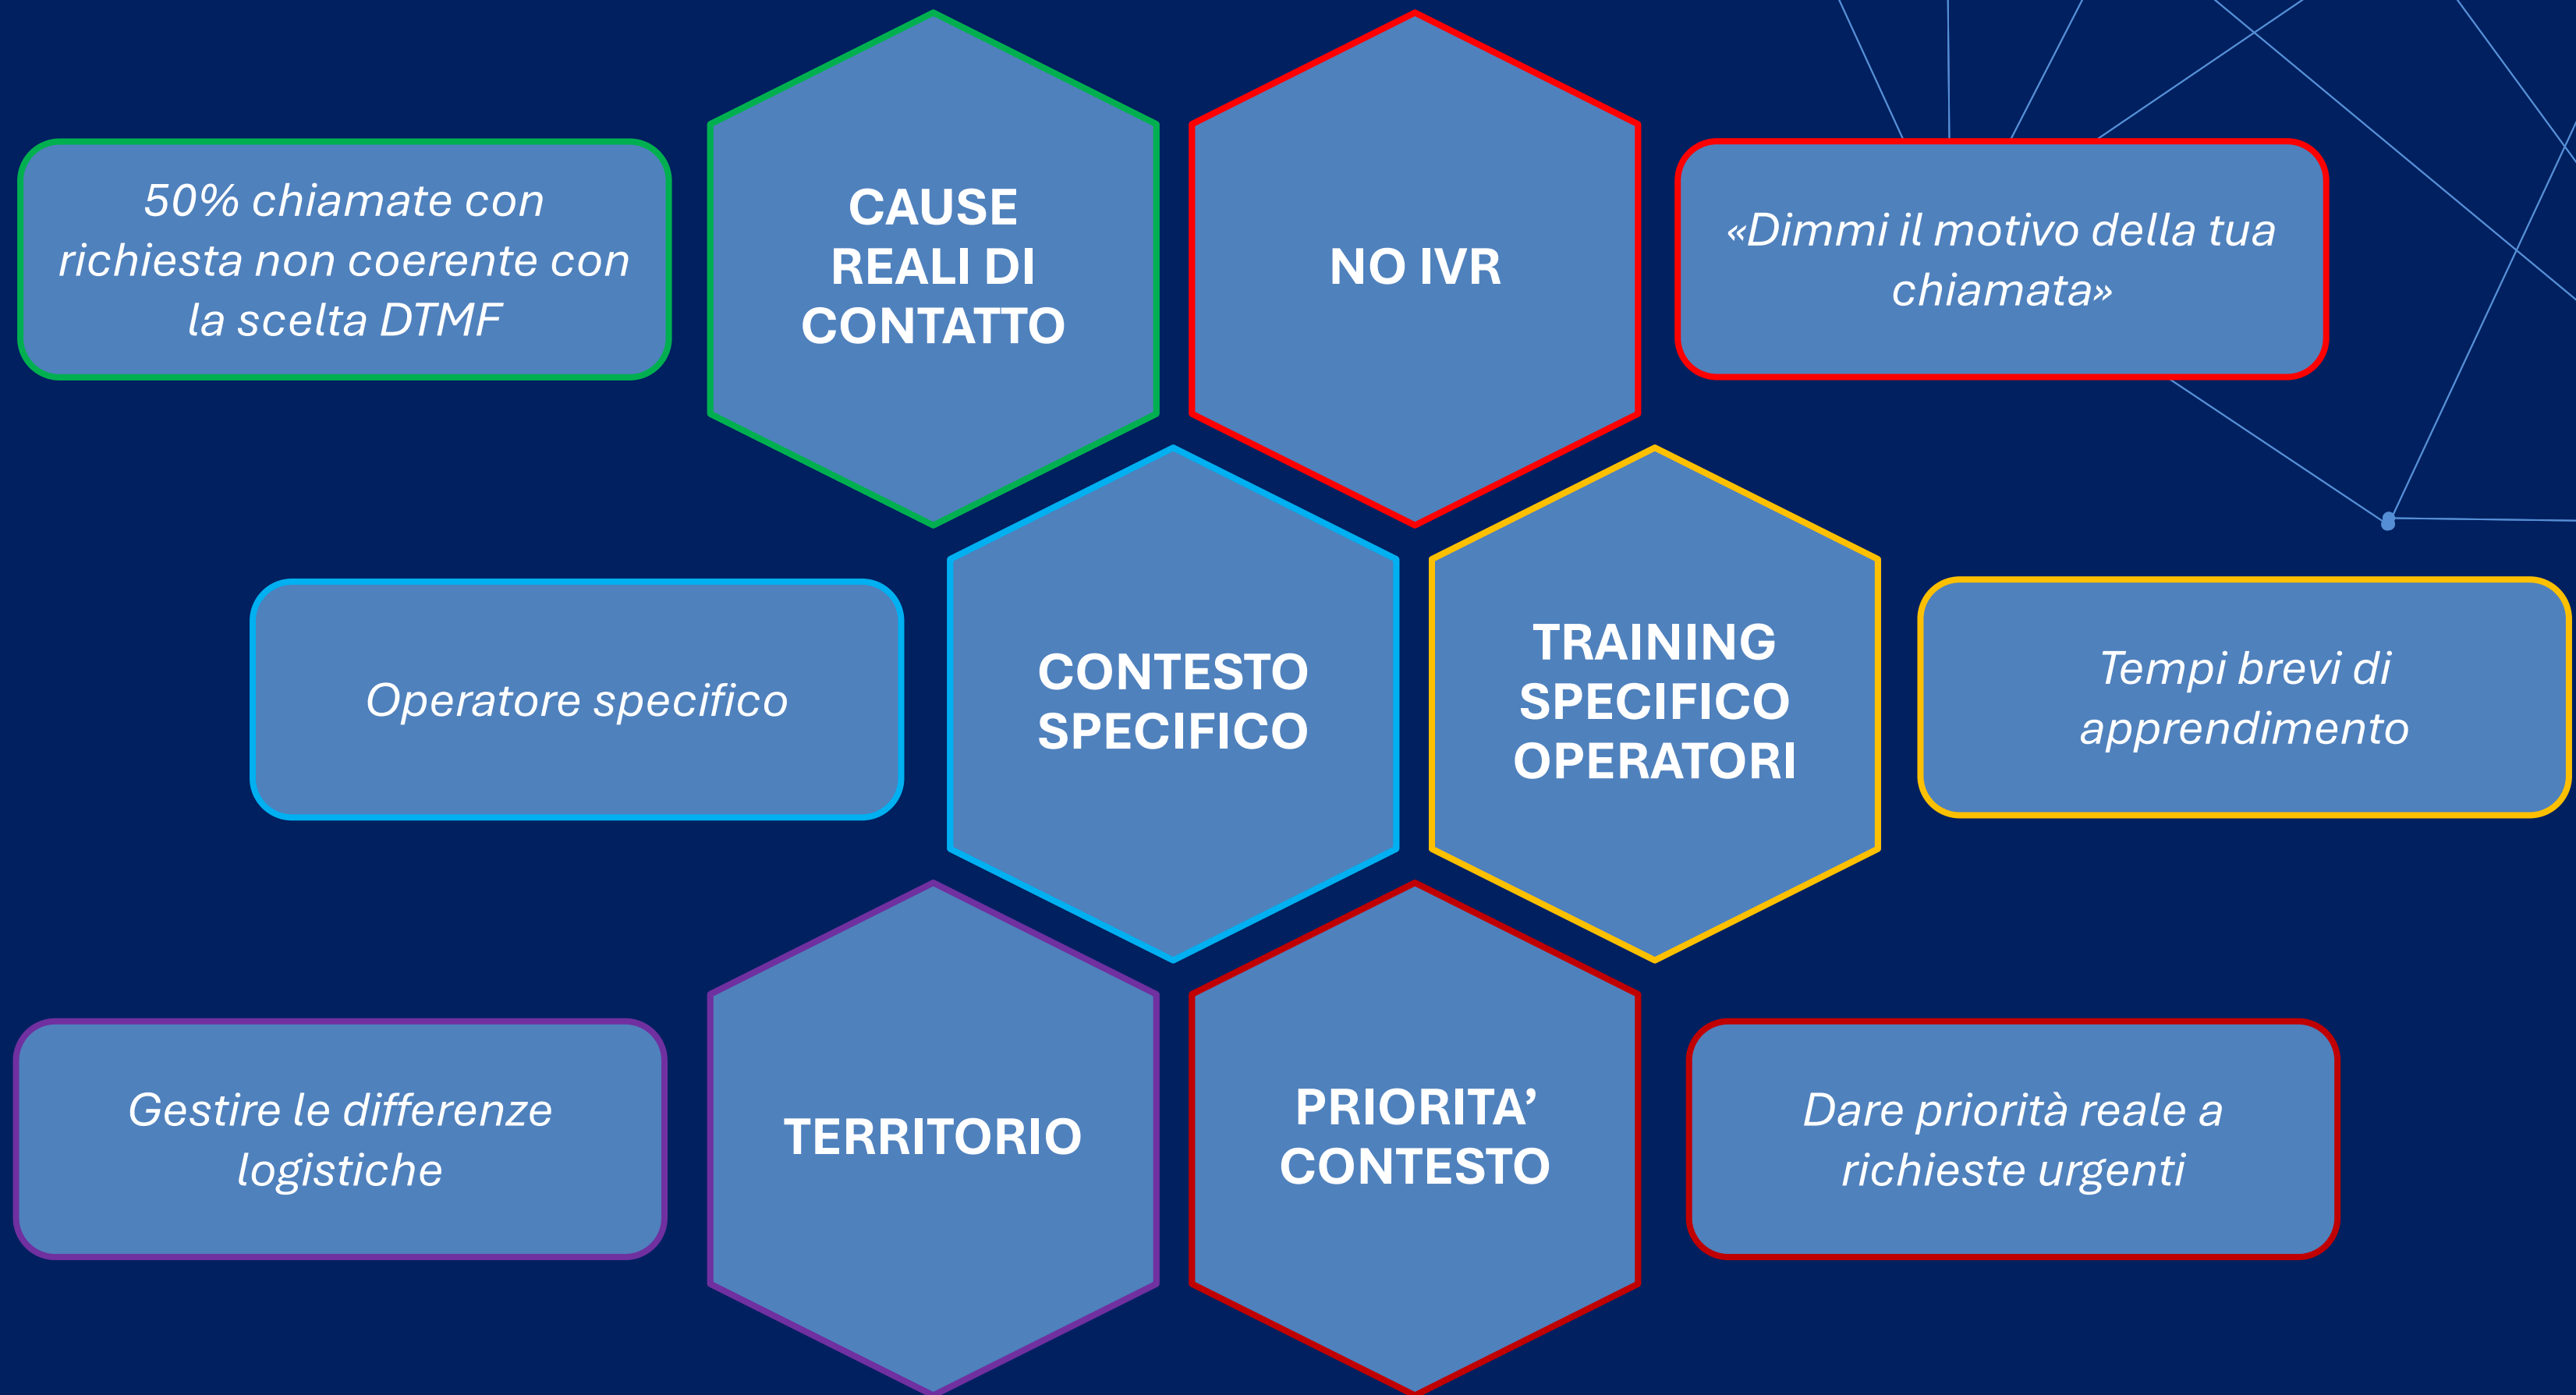 50% chiamate con
richiesta non coerente con
la scelta DTMF
CAUSE
REALI DI
CONTATTO
NO IVR
«Dimmi il motivo della tua
chiamata»
Operatore specifico
CONTESTO
SPECIFICO
TRAINING
SPECIFICO
OPERATORI
Tempi brevi di
apprendimento
Gestire le differenze
logistiche
TERRITORIO
PRIORITA’
CONTESTO
Dare priorità reale a
richieste urgenti